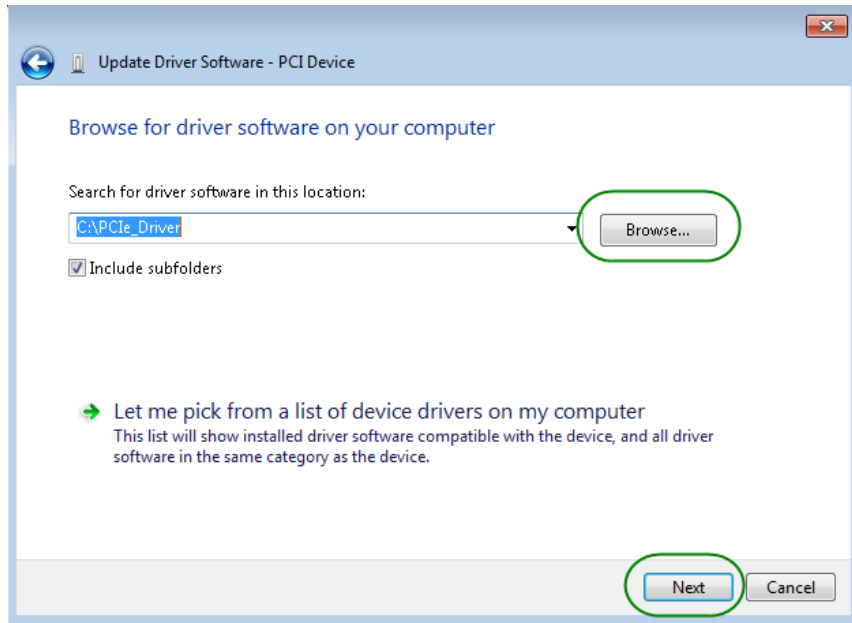 Update Driver Software - PCI Device
Browse for driver software on your computer
Search for driver software in this location:
C:\PCIe_Driver
Browse...
Include subfolders
Let me pick from a list of device drivers on my computer
This list will show installed driver software compatible with the device, and all driver
software in the same category as the device.
Next
Cancel